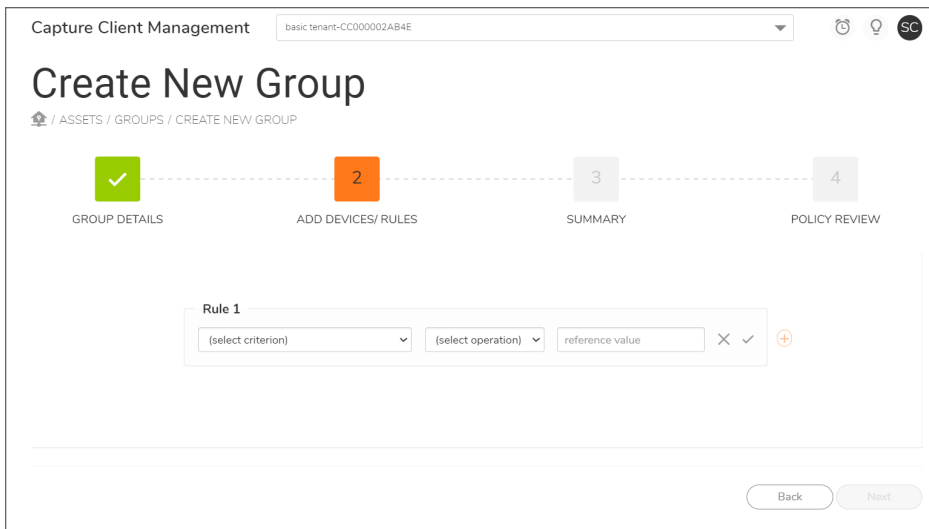 Capture Client Management
basic tenant-CC000002AB4E
SC
Create New Group
/ ASSETS / GROUPS / CREATE NEW GROUP
2
3
4
GROUP DETAILS
ADD DEVICES/ RULES
SUMMARY
POLICY REVIEW
Rule 1
(select criterion)
(select operation)
reference value
Back
Next